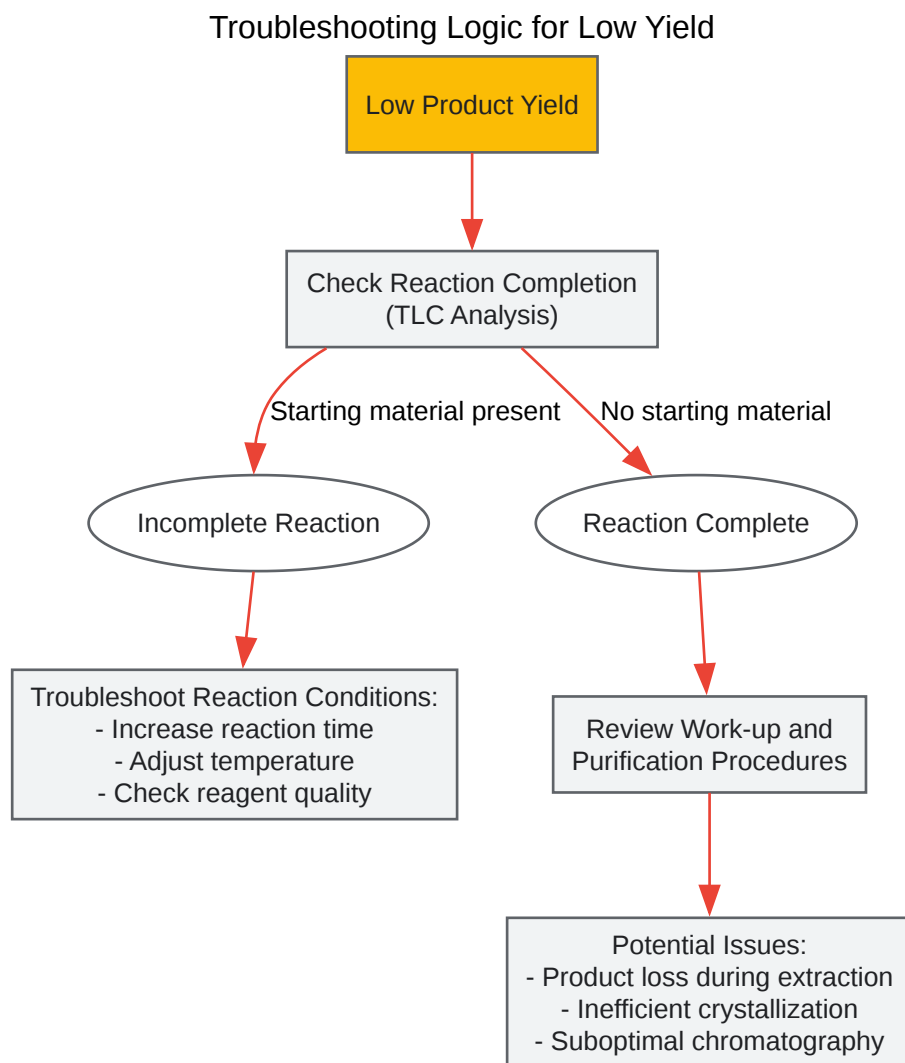 Troubleshooting Logic for Low Yield
Low Product Yield
Check Reaction Completion
(TLC Analysis)
Starting material present
No starting material
Incomplete Reaction
Reaction Complete
Troubleshoot Reaction Conditions:
- Increase reaction time
- Adjust temperature
- Check reagent quality
Review Work-up and
Purification Procedures
Potential Issues:
- Product loss during extraction
- Inefficient crystallization
- Suboptimal chromatography